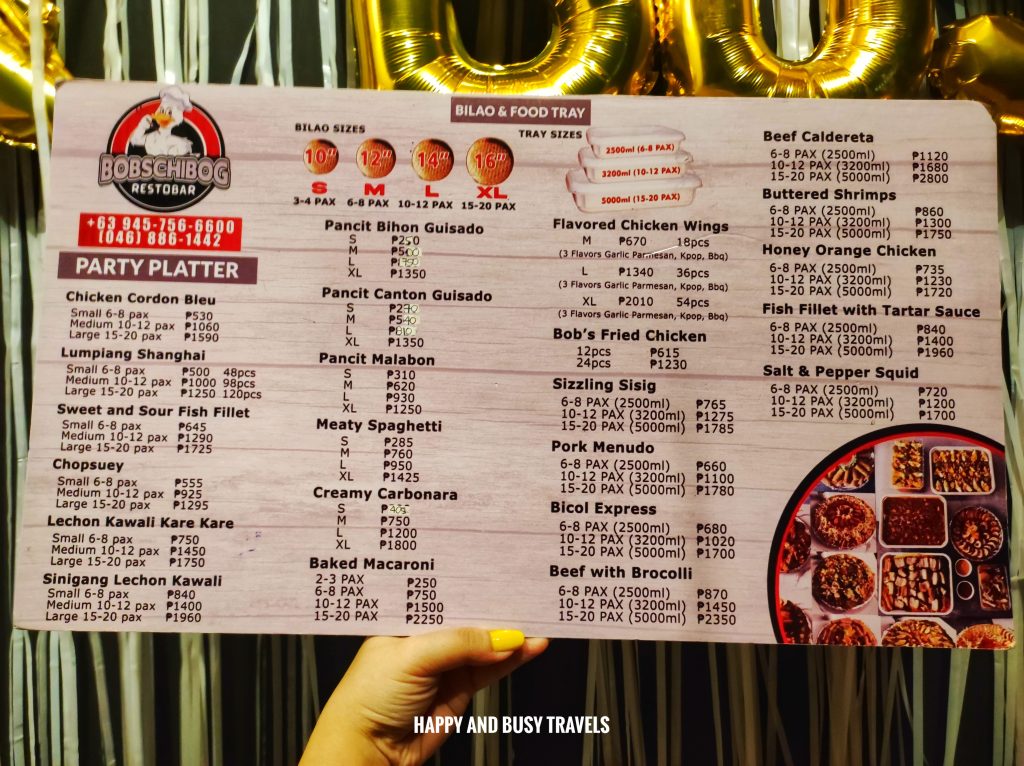 BOBSCHIBOG
RESTOBAR
+63 945-756-6600
(046) 886-1442
PARTY PLATTER
Chicken Cordon Bleu
Small 6-8 pax ₱530
Medium 10-12 pax ₱1060
Large 15-20 pax ₱1590
Lumpiang Shanghai
Small 6-8 pax ₱500 48pcs
Medium 10-12 pax ₱1000 98pcs
Large 15-20 pax ₱1250 120pcs
Sweet and Sour Fish Fillet
Small 6-8 pax ₱645
Medium 10-12 pax ₱1290
Large 15-20 pax ₱1725
Chopsuey
Small 6-8 pax ₱555
Medium 10-12 pax ₱925
Large 15-20 pax ₱1295
Lechon Kawali Kare Kare
Small 6-8 pax ₱750
Medium 10-12 pax ₱1450
Large 15-20 pax ₱1750
Sinigang Lechon Kawali
Small 6-8 pax ₱840
Medium 10-12 pax ₱1400
Large 15-20 pax ₱1960
BILAO & FOOD TRAY
BILAO SIZES
10" 12" 14" 16"
S M L XL
3-4 PAX 6-8 PAX 10-12 PAX 15-20 PAX
TRAY SIZES
2500ml (6-8 PAX)
3200ml (10-12 PAX)
5000ml (15-20 PAX)
Pancit Bihon Guisado
S ₱250
M ₱500
L
XL ₱1350
Pancit Canton Guisado
S
M ₱540
L ₱810
XL ₱1350
Pancit Malabon
S ₱310
M ₱620
L ₱930
XL ₱1250
Meaty Spaghetti
S ₱285
M ₱760
L ₱950
XL ₱1425
Creamy Carbonara
S
M ₱750
L ₱1200
XL ₱1800
Baked Macaroni
2-3 PAX ₱250
6-8 PAX ₱750
10-12 PAX ₱1500
15-20 PAX ₱2250
Flavored Chicken Wings
M ₱670 18pcs
(3 Flavors Garlic Parmesan, Kpop, Bbq)
L ₱1340 36pcs
(3 Flavors Garlic Parmesan, Kpop, Bbq)
XL ₱2010 54pcs
(3 Flavors Garlic Parmesan, Kpop, Bbq)
Bob's Fried Chicken
12pcs ₱615
24pcs ₱1230
Sizzling Sisig
6-8 PAX (2500ml) ₱765
10-12 PAX (3200ml) ₱1275
15-20 PAX (5000ml) ₱1785
Pork Menudo
6-8 PAX (2500ml) ₱660
10-12 PAX (3200ml) ₱1100
15-20 PAX (5000ml) ₱1780
Bicol Express
6-8 PAX (2500ml) ₱680
10-12 PAX (3200ml) ₱1020
15-20 PAX (5000ml) ₱1700
Beef with Brocolli
6-8 PAX (2500ml) ₱870
10-12 PAX (3200ml) ₱1450
15-20 PAX (5000ml) ₱2350
Beef Caldereta
6-8 PAX (2500ml) ₱1120
10-12 PAX (3200ml) ₱1680
15-20 PAX (5000ml) ₱2800
Buttered Shrimps
6-8 PAX (2500ml) ₱860
10-12 PAX (3200ml) ₱1300
15-20 PAX (5000ml) ₱1750
Honey Orange Chicken
6-8 PAX (2500ml) ₱735
10-12 PAX (3200ml) ₱1230
15-20 PAX (5000ml) ₱1720
Fish Fillet with Tartar Sauce
6-8 PAX (2500ml) ₱840
10-12 PAX (3200ml) ₱1400
15-20 PAX (5000ml) ₱1960
Salt & Pepper Squid
6-8 PAX (2500ml) ₱720
10-12 PAX (3200ml) ₱1200
15-20 PAX (5000ml) ₱1700
HAPPY AND BUSY TRAVELS